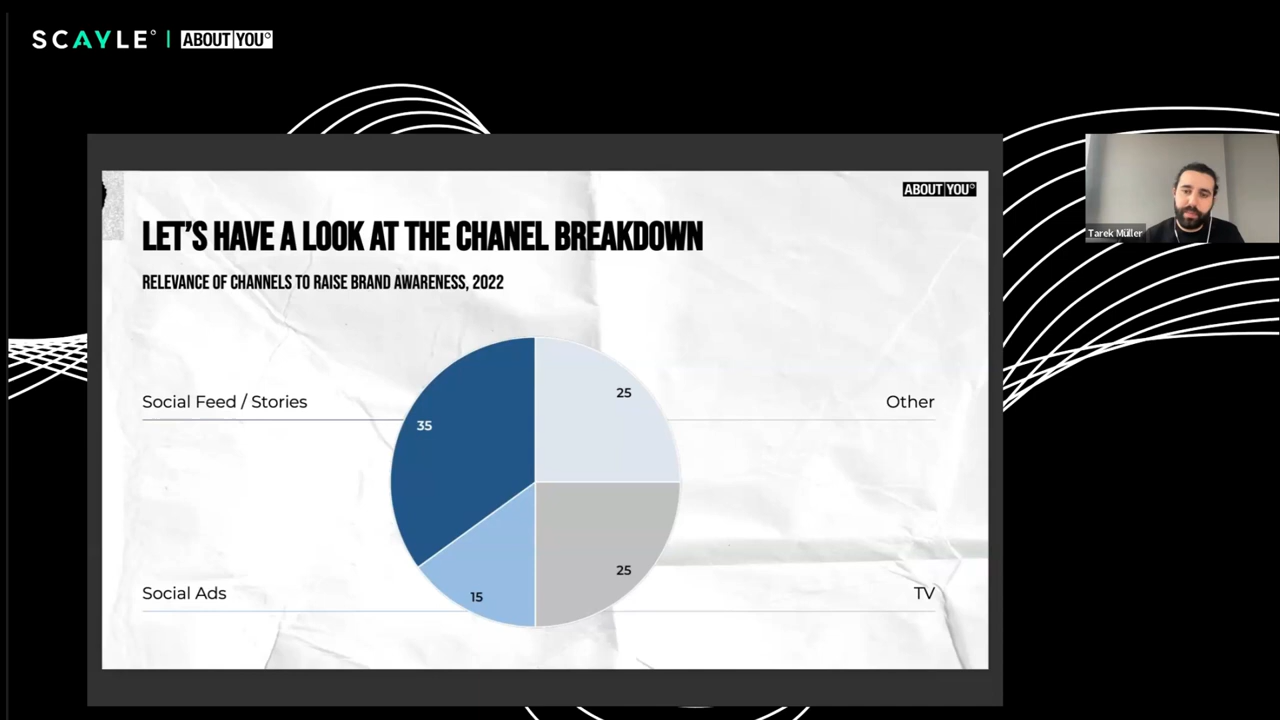 SCAYLE° | ABOUT YOU°
ABOUT YOU°
LET'S HAVE A LOOK AT THE CHANEL BREAKDOWN
RELEVANCE OF CHANNELS TO RAISE BRAND AWARENESS, 2022
Tarek Müller
25
Social Feed / Stories
Other
35
25
Social Ads
TV
15